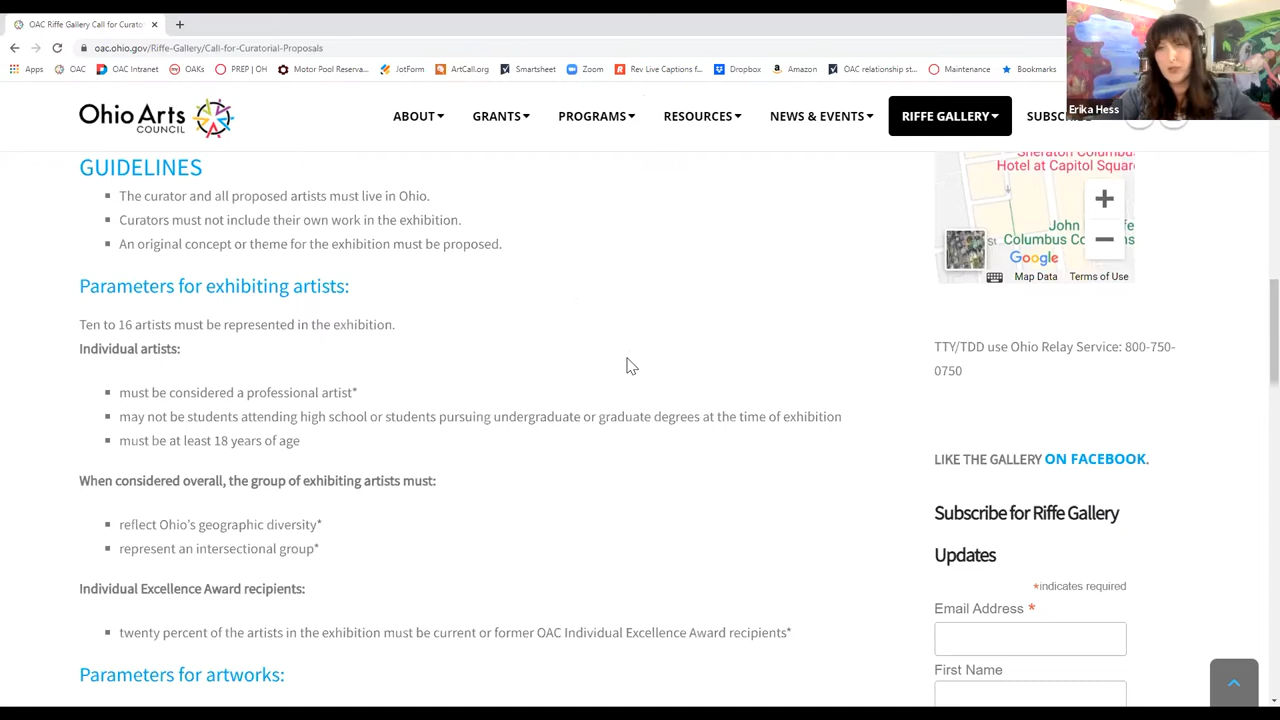 OAC Riffe Gallery Call for Curato
oac.ohio.gov/Riffe-Gallery/Call-for-Curatorial-Proposals
Apps OAC OAC Intranet OAKs PREP | OH Motor Pool Reserva... JotForm ArtCall.org Smartsheet Zoom Rev Live Captions f... Dropbox Amazon OAC relationship st... Maintenance Bookmarks
Erika Hess
Ohio Arts
COUNCIL
ABOUT GRANTS PROGRAMS RESOURCES NEWS & EVENTS RIFFE GALLERY
GUIDELINES
The curator and all proposed artists must live in Ohio.
Curators must not include their own work in the exhibition.
An original concept or theme for the exhibition must be proposed.
Parameters for exhibiting artists:
Ten to 16 artists must be represented in the exhibition.
Individual artists:
must be considered a professional artist*
may not be students attending high school or students pursuing undergraduate or graduate degrees at the time of exhibition
must be at least 18 years of age
When considered overall, the group of exhibiting artists must:
reflect Ohio's geographic diversity*
represent an intersectional group*
Individual Excellence Award recipients:
twenty percent of the artists in the exhibition must be current or former OAC Individual Excellence Award recipients*
Parameters for artworks:
Sheraton Columbu
Hotel at Capitol Squar
John
Columbus Co
Google
Map Data Terms of Use
TTY/TDD use Ohio Relay Service: 800-750-
0750
LIKE THE GALLERY ON FACEBOOK.
Subscribe for Riffe Gallery
Updates
*indicates required
Email Address *
First Name